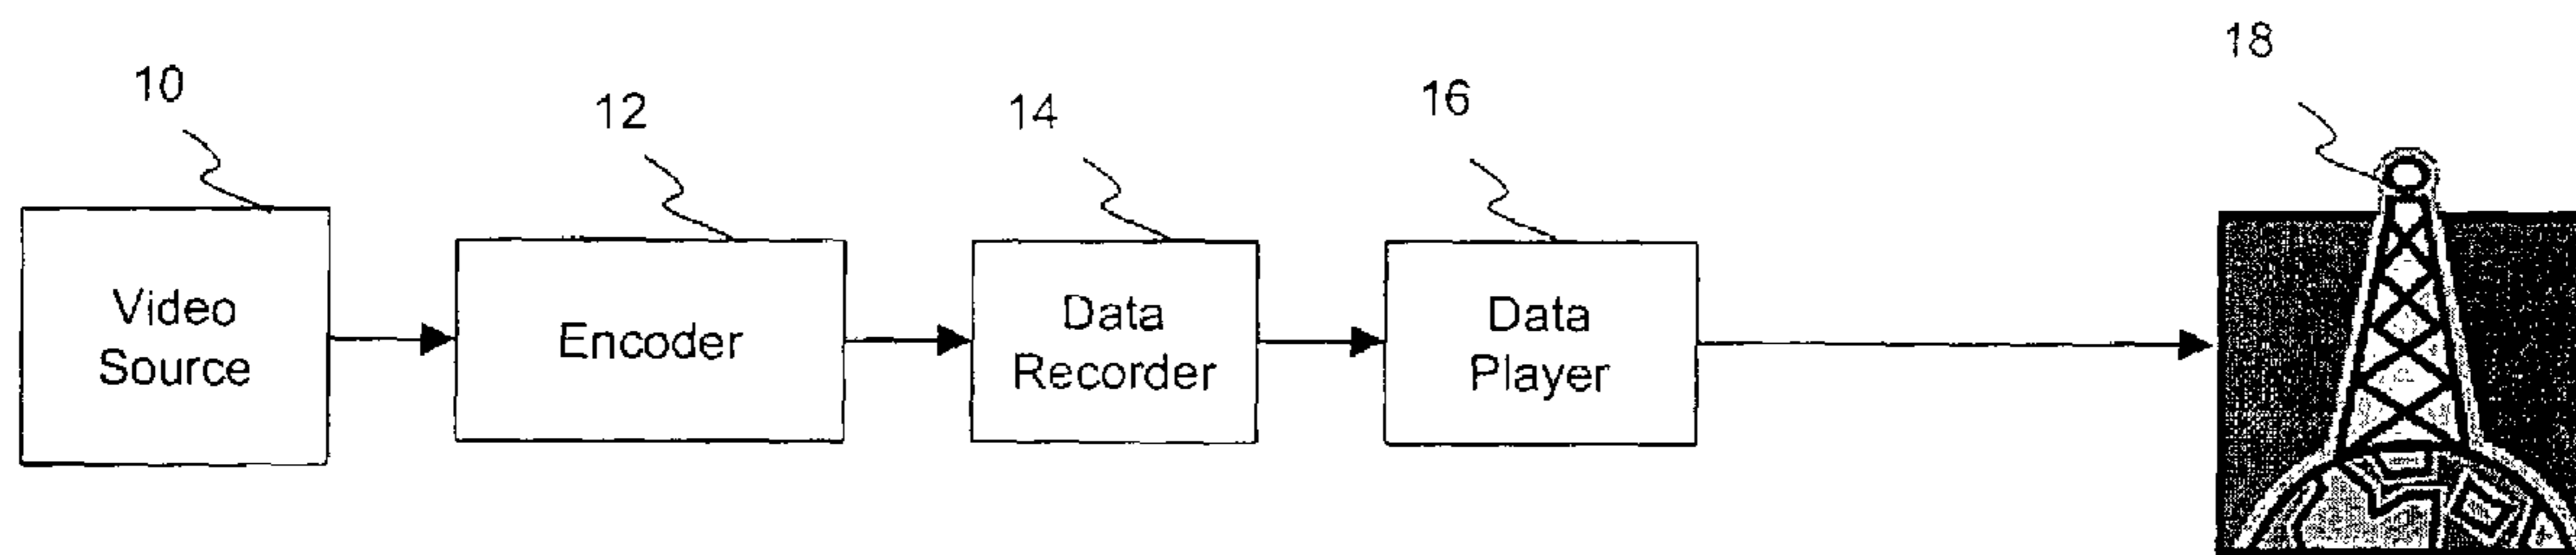 18
10
12
14
16
Video
Source
Encoder
Data
Recorder
Data
Player